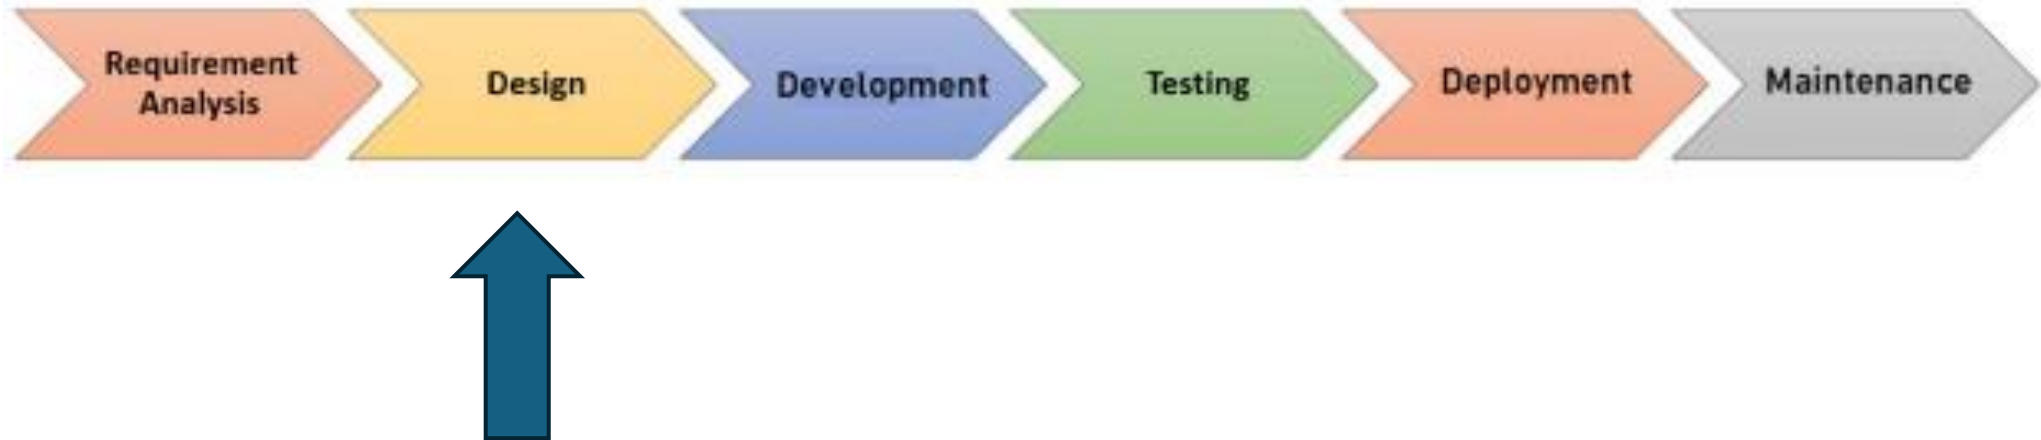 Requirement
Analysis
Design
Development
Testing
Deployment
Maintenance